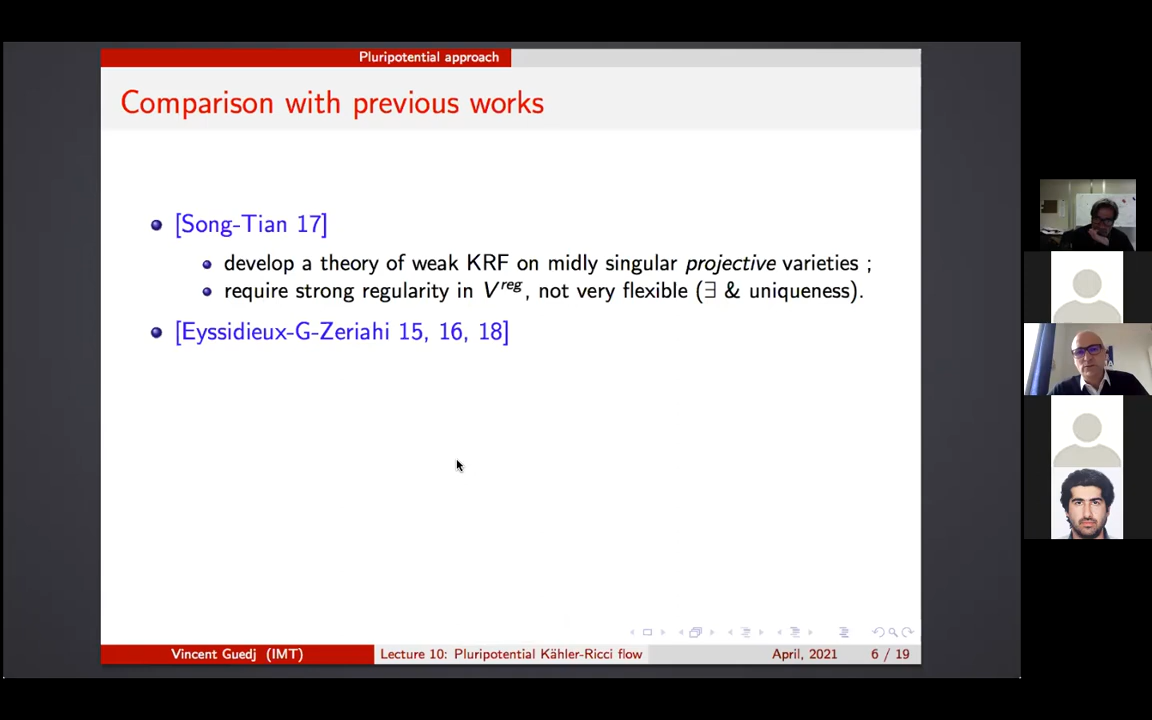 Pluripotential approach
Comparison with previous works
[Song-Tian 17]
develop a theory of weak KRF on midly singular projective varieties ;
require strong regularity in V^reg, not very flexible (∃ & uniqueness).
[Eyssidieux-G-Zeriahi 15, 16, 18]
Vincent Guedj (IMT) Lecture 10: Pluripotential Kähler-Ricci flow April, 2021 6 / 19